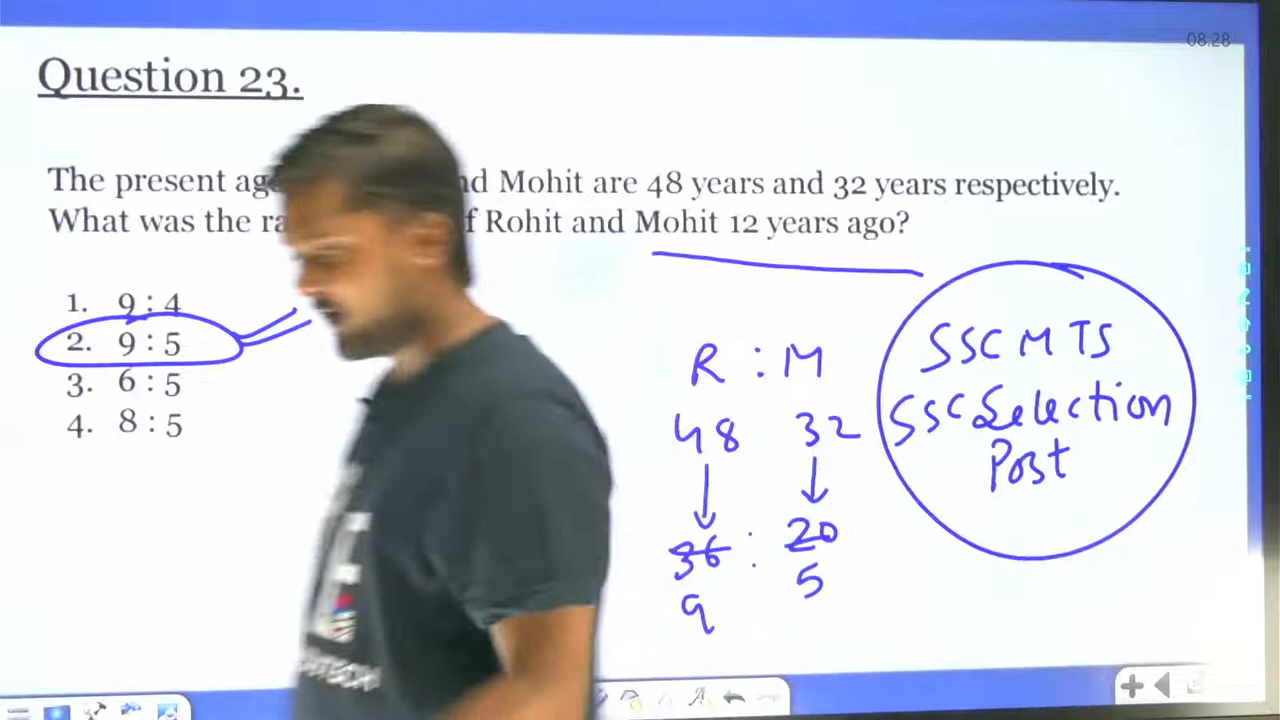 08:28
Question 23.
The present nd Mohit are 48 years and 32 years respectively.
What was the Rohit and Mohit 12 years ago?
1. 9 : 4
2. 9 : 5
3. 6 : 5
4. 8 : 5
R : M
48 32
36 : 20
9 5
SSC MTS
SSC Selection
Post